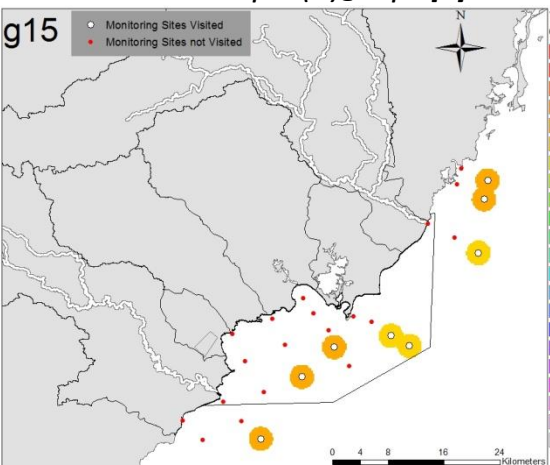 g15
Monitoring Sites Visited
Monitoring Sites not Visited
N
0 4 8 16 24
Kilometers